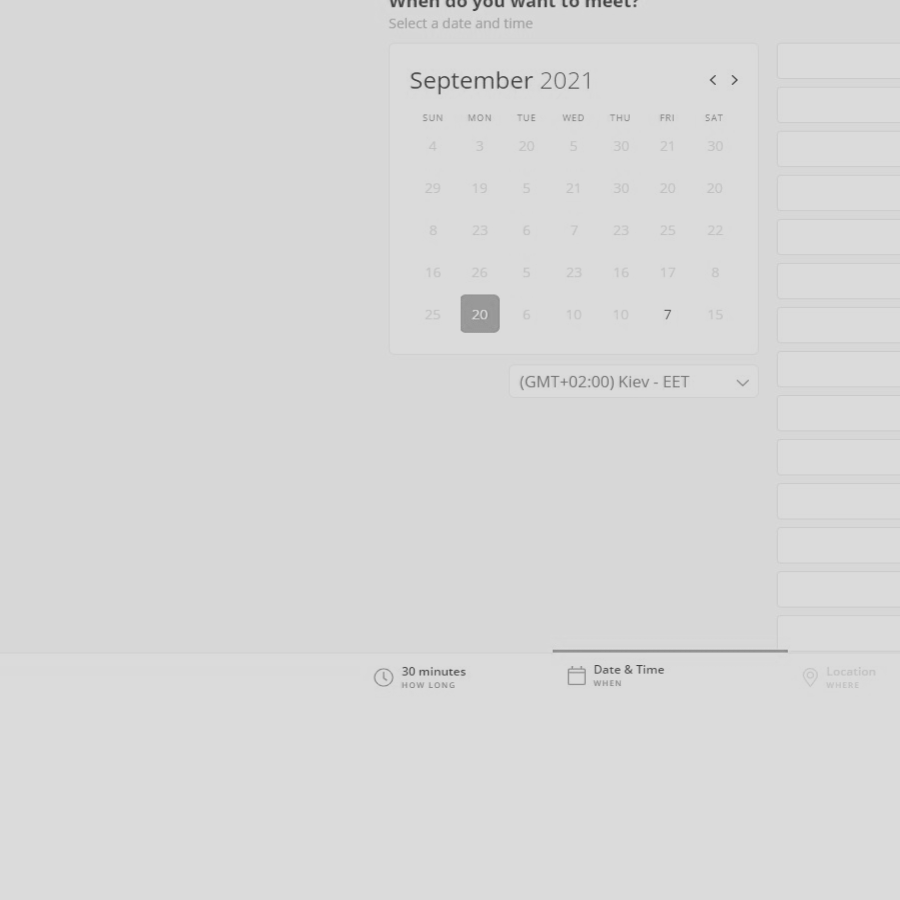 When do you want to meet?
Select a date and time
September 2021
SUN MON TUE WED THU FRI SAT
4 3 20 5 30 21 30
29 19 5 21 30 20 20
8 23 6 7 23 25 22
16 26 5 23 16 17 8
25 20 6 10 10 7 15
(GMT+02:00) Kiev - EET
30 minutes
HOW LONG
Date & Time
WHEN
Location
WHERE